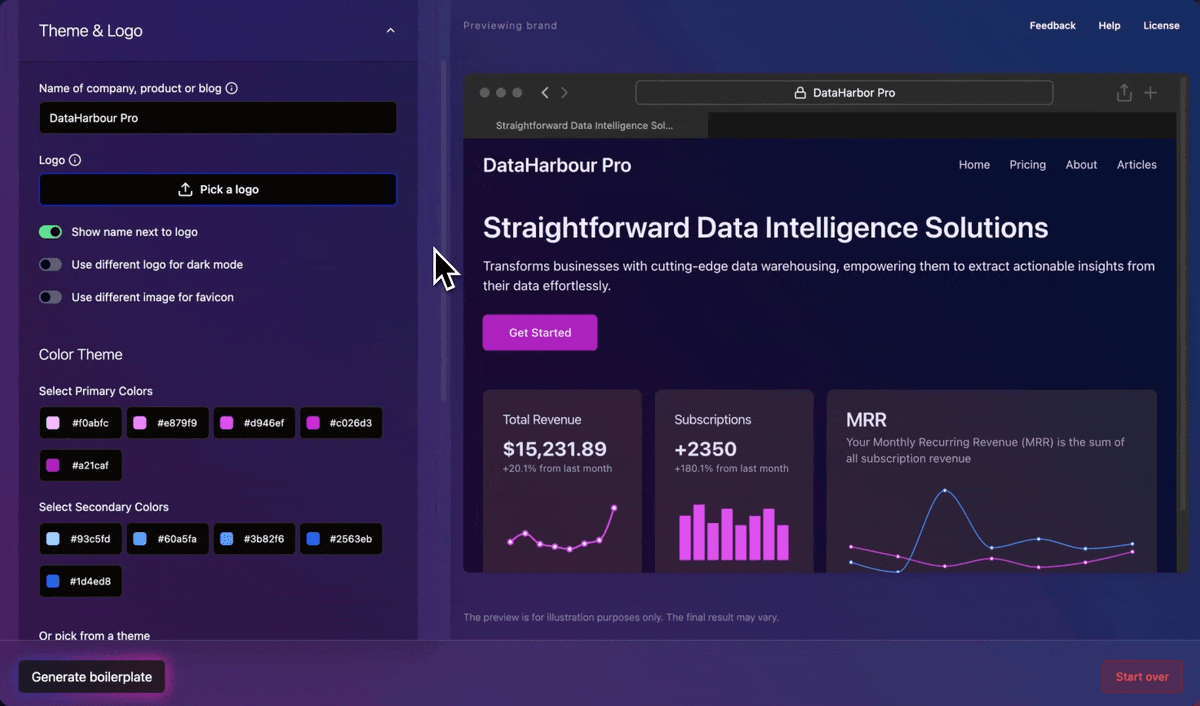 Theme & Logo
Name of company, product or blog
DataHarbour Pro
Logo
Pick a logo
Show name next to logo
Use different logo for dark mode
Use different image for favicon
Color Theme
Select Primary Colors
#f0abfc #e879f9 #d946ef #c026d3
#a21caf
Select Secondary Colors
#93c5fd #60a5fa #3b82f6 #2563eb
#1d4ed8
Or pick from a theme
Generate boilerplate
Previewing brand
Feedback Help License
DataHarbor Pro
Straightforward Data Intelligence Sol...
DataHarbour Pro
Home Pricing About Articles
Straightforward Data Intelligence Solutions
Transforms businesses with cutting-edge data warehousing, empowering them to extract actionable insights from
their data effortlessly.
Get Started
Total Revenue
$15,231.89
+20.1% from last month
Subscriptions
+2350
+180.1% from last month
MRR
Your Monthly Recurring Revenue (MRR) is the sum of
all subscription revenue
The preview is for illustration purposes only. The final result may vary.
Start over